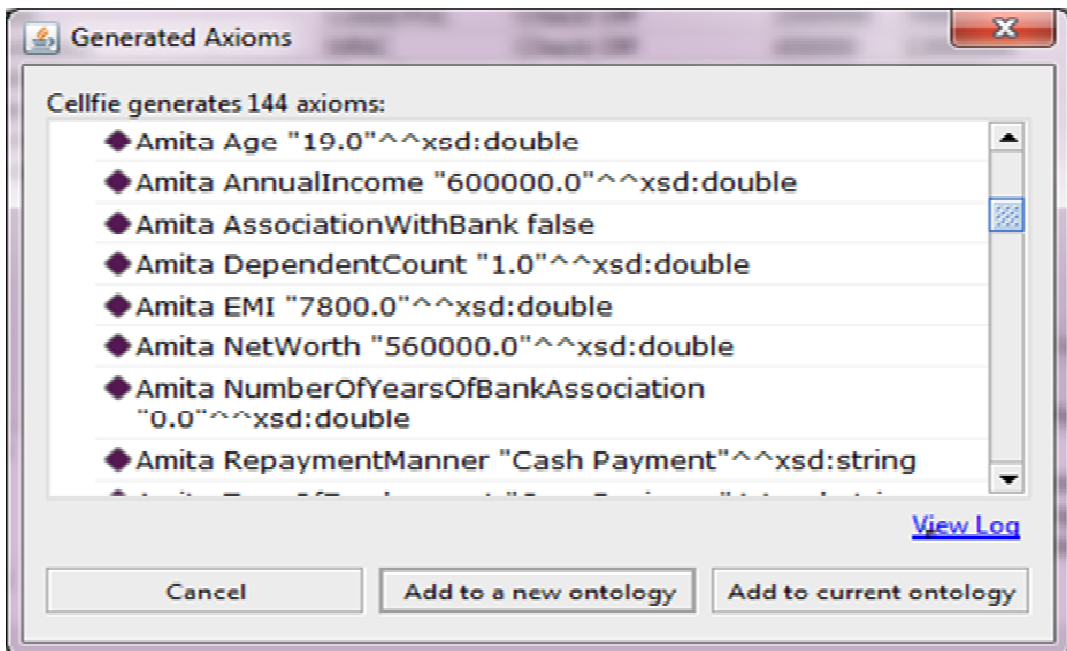 Generated Axioms
Cellfie generates 144 axioms:
Amita Age "19.0"^^xsd:double
Amita AnnualIncome "600000.0"^^xsd:double
Amita AssociationWithBank false
Amita DependentCount "1.0"^^xsd:double
Amita EMI "7800.0"^^xsd:double
Amita NetWorth "560000.0"^^xsd:double
Amita NumberOfYearsOfBankAssociation
"0.0"^^xsd:double
Amita RepaymentManner "Cash Payment"^^xsd:string
View Log
Cancel
Add to a new ontology
Add to current ontology